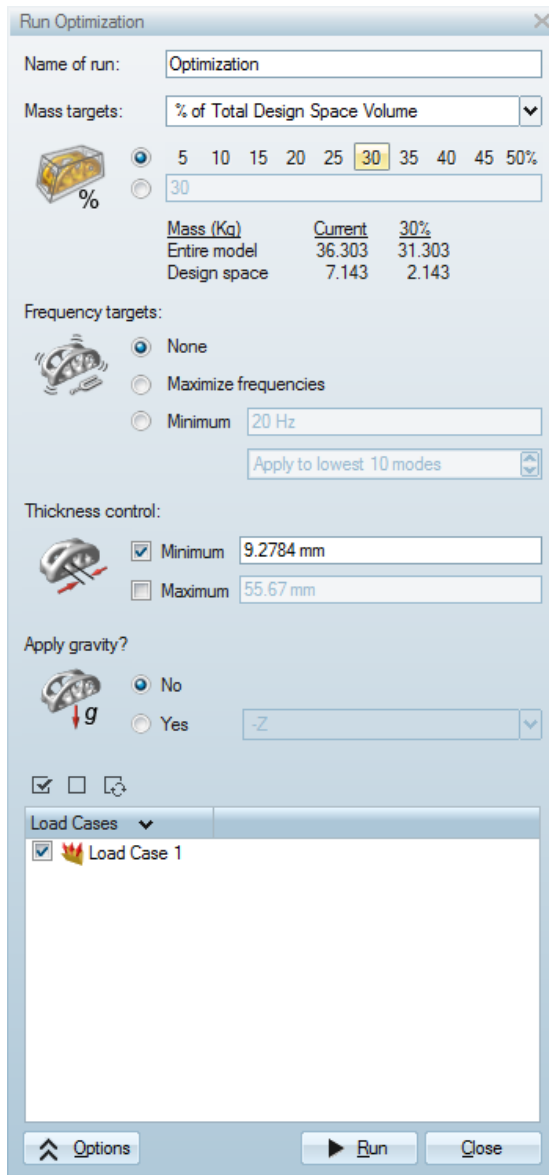 Run Optimization
Name of run: Optimization
Mass targets: % of Total Design Space Volume
5 10 15 20 25 30 35 40 45 50%
%
30
Mass (Kg) Current 30%
Entire model 36.303 31.303
Design space 7.143 2.143
Frequency targets:
None
Maximize frequencies
Minimum 20 Hz
Apply to lowest 10 modes
Thickness control:
Minimum 9.2784 mm
Maximum 55.67 mm
Apply gravity?
No
g
Yes -Z
Load Cases
Load Case 1
Options Run Close